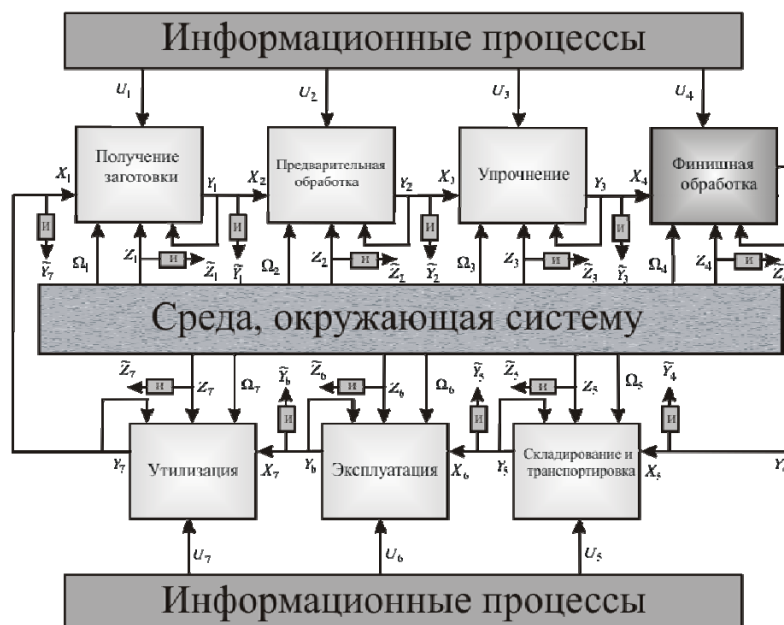 Информационные процессы
U1 U2 U3 U4
Получение заготовки
Предварительная обработка
Упрочнение
Финишная обработка
X1 Y1 X2 Y2 X3 Y3 X4
И И И И
Ỹ7 Ω1 Z1 И Z̃1 Ỹ1 Ω2 Z2 И Z̃2 Ỹ2 Ω3 Z3 И Z̃3 Ỹ3 Ω4 Z4 И
Среда, окружающая систему
Z̃7 И Z7 Ω7 Ỹ6 И Z̃6 И Z6 Ω6 Ỹ5 И Z̃5 И Z5 Ω5 Ỹ4 И
Утилизация
Эксплуатация
Складирование и транспортировка
Y7 X7 Y6 X6 Y5 X5
U7 U6 U5
Информационные процессы